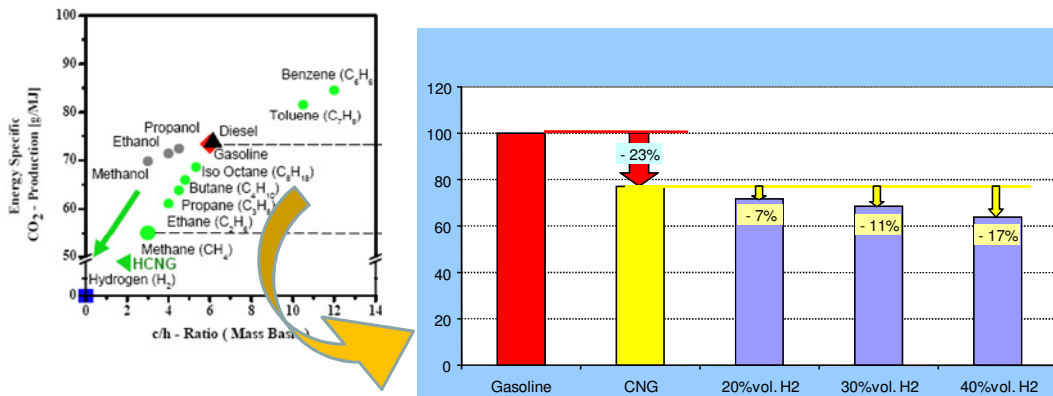 Energy Specific
CO2 - Production [g/MJ]
100
90
80
70
60
50
0
Benzene (C6H6
Toluene (C7H8)
Propanol
Diesel
Ethanol
Gasoline
Methanol
Iso Octane (C8H18)
Butane (C4H10)
Propane (C3H8
Ethane (C2H6)
Methane (CH4)
HCNG
Hydrogen (H2)
0 2 4 6 8 10 12 14
c/h - Ratio ( Mass Basis )
120
100
80
60
40
20
0
- 23%
- 7%
- 11%
- 17%
Gasoline CNG 20%vol. H2 30%vol. H2 40%vol. H2